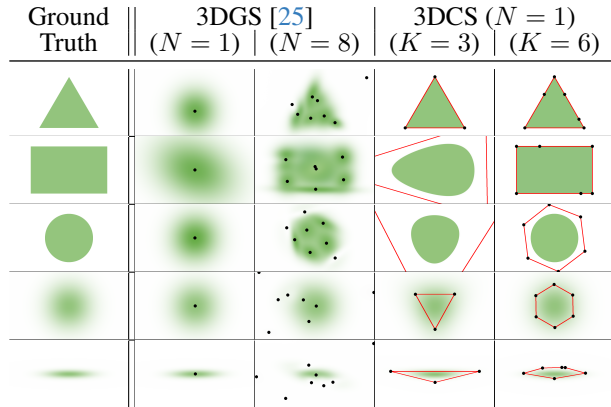 Ground 3DGS [25] 3DCS (N = 1)
Truth (N = 1) (N = 8) (K = 3) (K = 6)